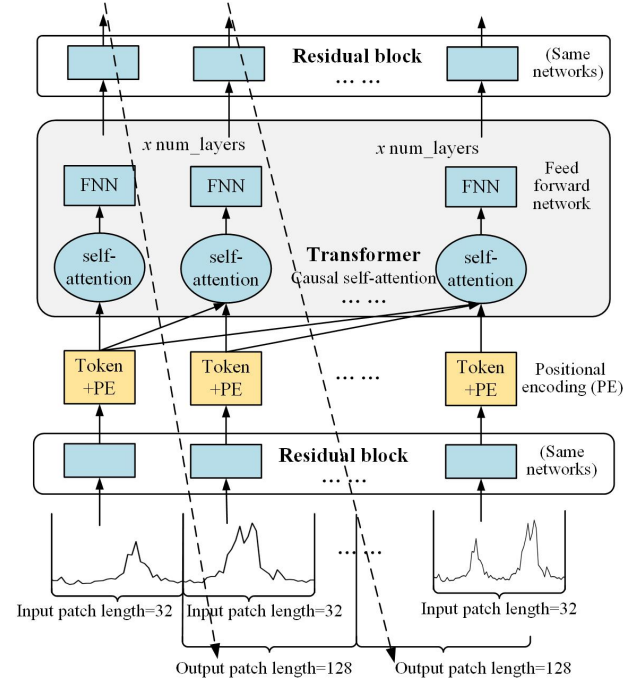 Residual block
(Same
networks)
... ...
x num_layers
x num_layers
FNN
FNN
FNN
Feed
forward
network
self-
attention
self-
attention
self-
attention
Transformer
Causal self-attention
... ...
Token
+PE
Token
+PE
Token
+PE
... ...
Positional
encoding (PE)
Residual block
(Same
networks)
... ...
... ...
Input patch length=32
Input patch length=32
Input patch length=32
Output patch length=128
Output patch length=128